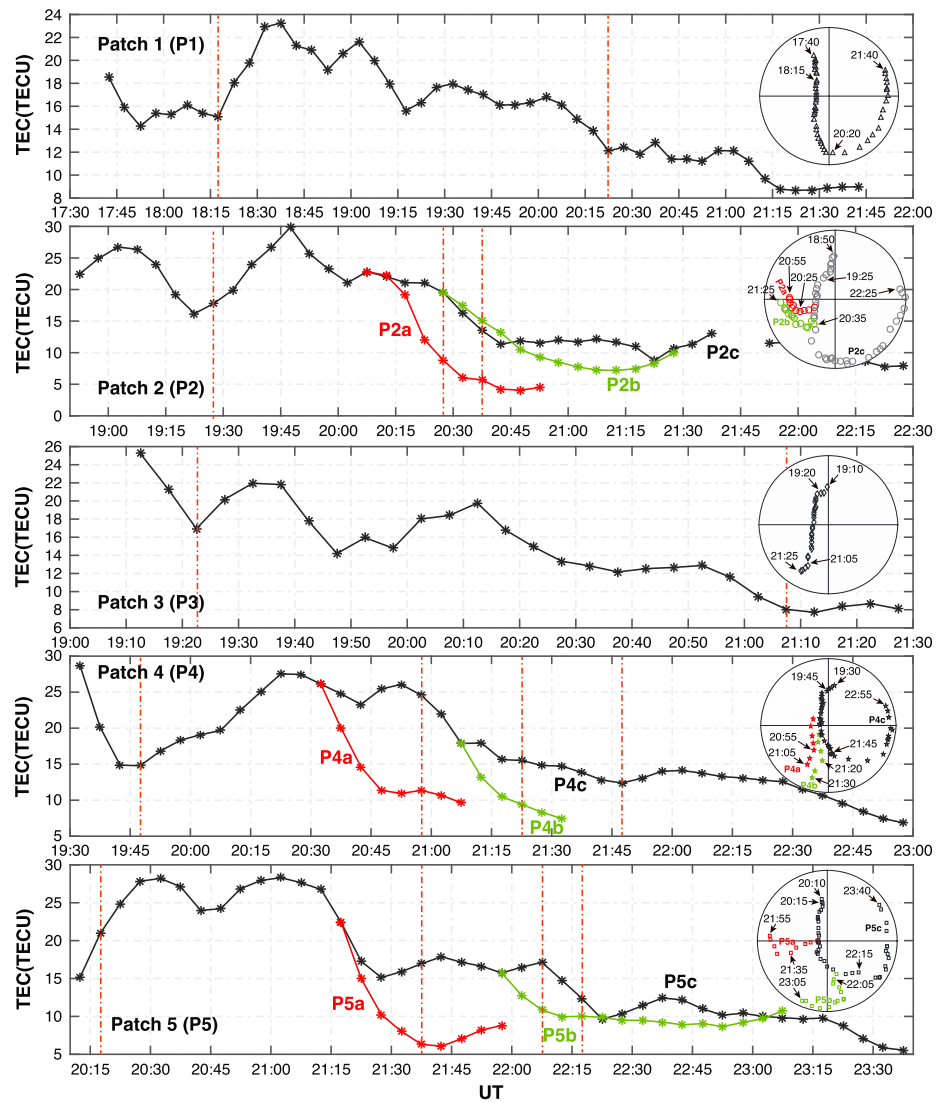 Patch 1 (P1)
TEC(TECU)
24
22
20
18
16
14
12
10
8
17:30 17:45 18:00 18:15 18:30 18:45 19:00 19:15 19:30 19:45 20:00 20:15 20:30 20:45 21:00 21:15 21:30 21:45 22:00
17:40
21:40
18:15
20:20
Patch 2 (P2)
TEC(TECU)
30
25
20
15
10
5
0
19:00 19:15 19:30 19:45 20:00 20:15 20:30 20:45 21:00 21:15 21:30 21:45 22:00 22:15 22:30
P2a
P2b
P2c
18:50
20:55
20:25
19:25
P2a
21:25
22:25
P2b
20:35
P2c
Patch 3 (P3)
TEC(TECU)
26
24
22
20
18
16
14
12
10
8
6
19:00 19:10 19:20 19:30 19:40 19:50 20:00 20:10 20:20 20:30 20:40 20:50 21:00 21:10 21:20 21:30
19:20
19:10
21:25
21:05
Patch 4 (P4)
TEC(TECU)
30
25
20
15
10
5
19:45 20:00 20:15 20:30 20:45 21:00 21:15 21:30 21:45 22:00 22:15 22:30 22:45 23:00
P4a
P4b
P4c
19:45
19:30
22:55
P4c
20:55
21:45
21:05
P4a
21:20
P4b
21:30
Patch 5 (P5)
TEC(TECU)
30
25
20
15
10
5
20:15 20:30 20:45 21:00 21:15 21:30 21:45 22:00 22:15 22:30 22:45 23:00 23:15 23:30
P5a
P5b
P5c
20:10
23:40
20:15
21:55
P5c
P5a
21:35
22:15
23:05
22:05
P5b
UT